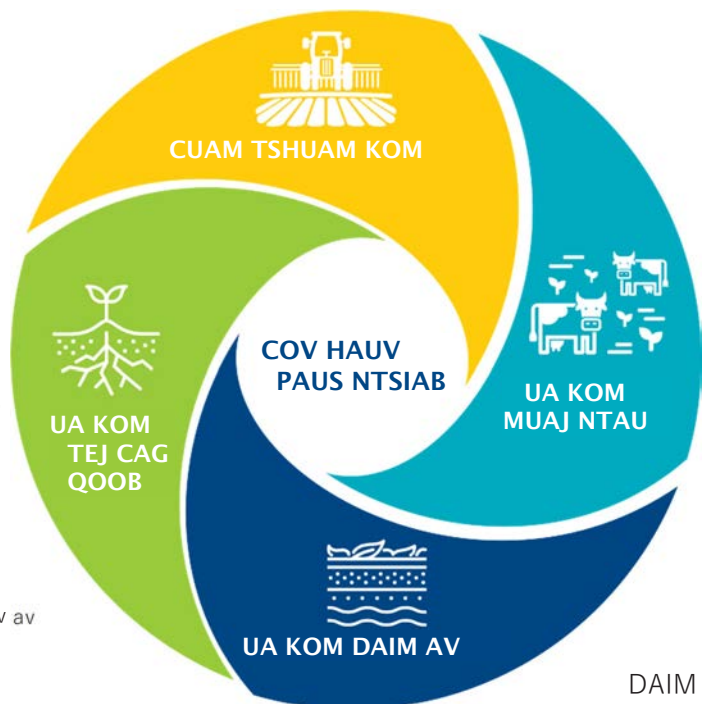 CUAM TSHUAM KOM
COV HAUV
PAUS NTSIAB
UA KOM
MUAJ NTAU
UA KOM
TEJ CAG
QOOB
av
UA KOM DAIM AV
DAIM